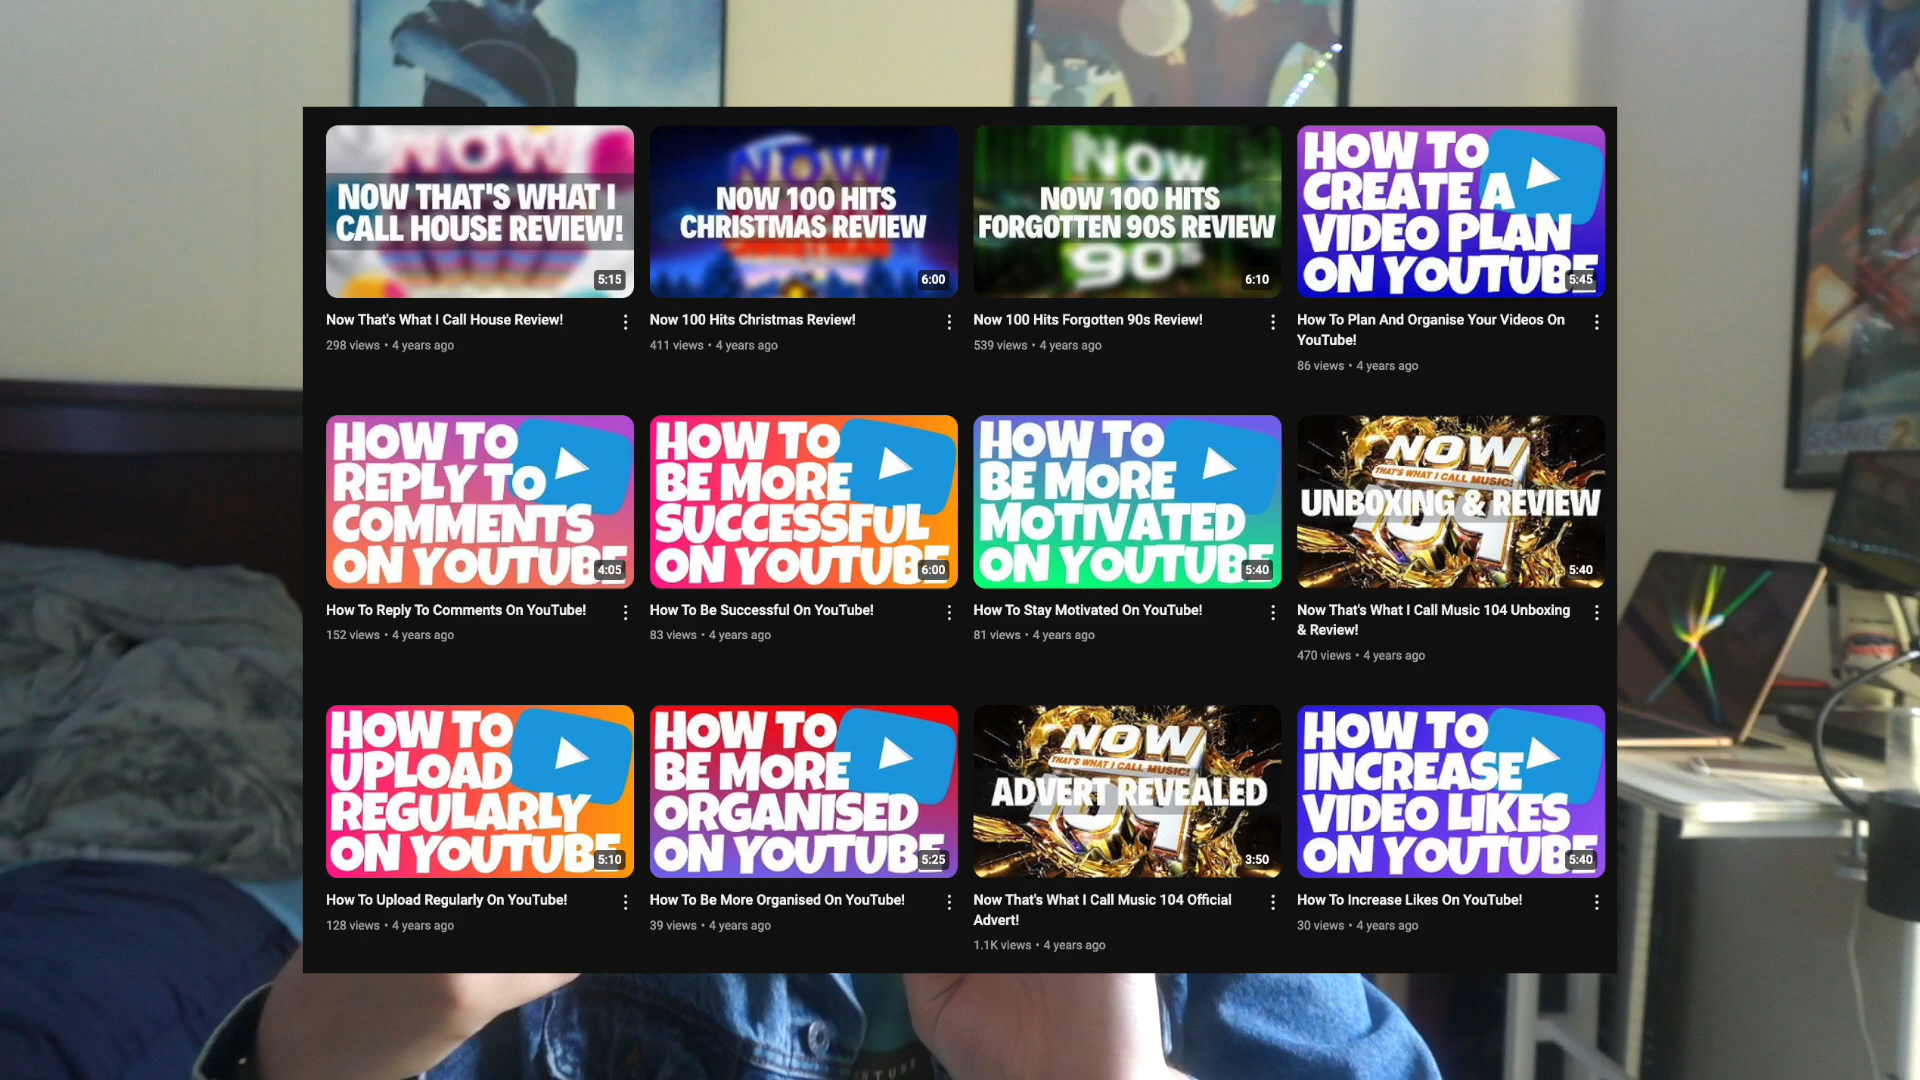 NOW
NOW THAT'S WHAT I
CALL HOUSE REVIEW!
5:15
Now That's What I Call House Review!
298 views • 4 years ago
NOW
NOW 100 HITS
CHRISTMAS REVIEW
6:00
Now 100 Hits Christmas Review!
411 views • 4 years ago
NOW
NOW 100 HITS
FORGOTTEN 90S REVIEW
90s
6:10
Now 100 Hits Forgotten 90s Review!
539 views • 4 years ago
HOW TO
CREATE A
VIDEO PLAN
ON YOUTUBE
5:45
How To Plan And Organise Your Videos On
YouTube!
86 views • 4 years ago
HOW TO
REPLY TO
COMMENTS
ON YOUTUBE
4:05
How To Reply To Comments On YouTube!
152 views • 4 years ago
HOW TO
BE MORE
SUCCESSFUL
ON YOUTUBE
6:00
How To Be Successful On YouTube!
83 views • 4 years ago
HOW TO
BE MORE
MOTIVATED
ON YOUTUBE
5:40
How To Stay Motivated On YouTube!
81 views • 4 years ago
NOW
THAT'S WHAT I CALL MUSIC!
UNBOXING & REVIEW
104
5:40
Now That's What I Call Music 104 Unboxing
& Review!
470 views • 4 years ago
HOW TO
UPLOAD
REGULARLY
ON YOUTUBE
5:10
How To Upload Regularly On YouTube!
128 views • 4 years ago
HOW TO
BE MORE
ORGANISED
ON YOUTUBE
5:25
How To Be More Organised On YouTube!
39 views • 4 years ago
NOW
THAT'S WHAT I CALL MUSIC!
ADVERT REVEALED
104
3:50
Now That's What I Call Music 104 Official
Advert!
1.1K views • 4 years ago
HOW TO
INCREASE
VIDEO LIKES
ON YOUTUBE
5:40
How To Increase Likes On YouTube!
30 views • 4 years ago
SONIC 2